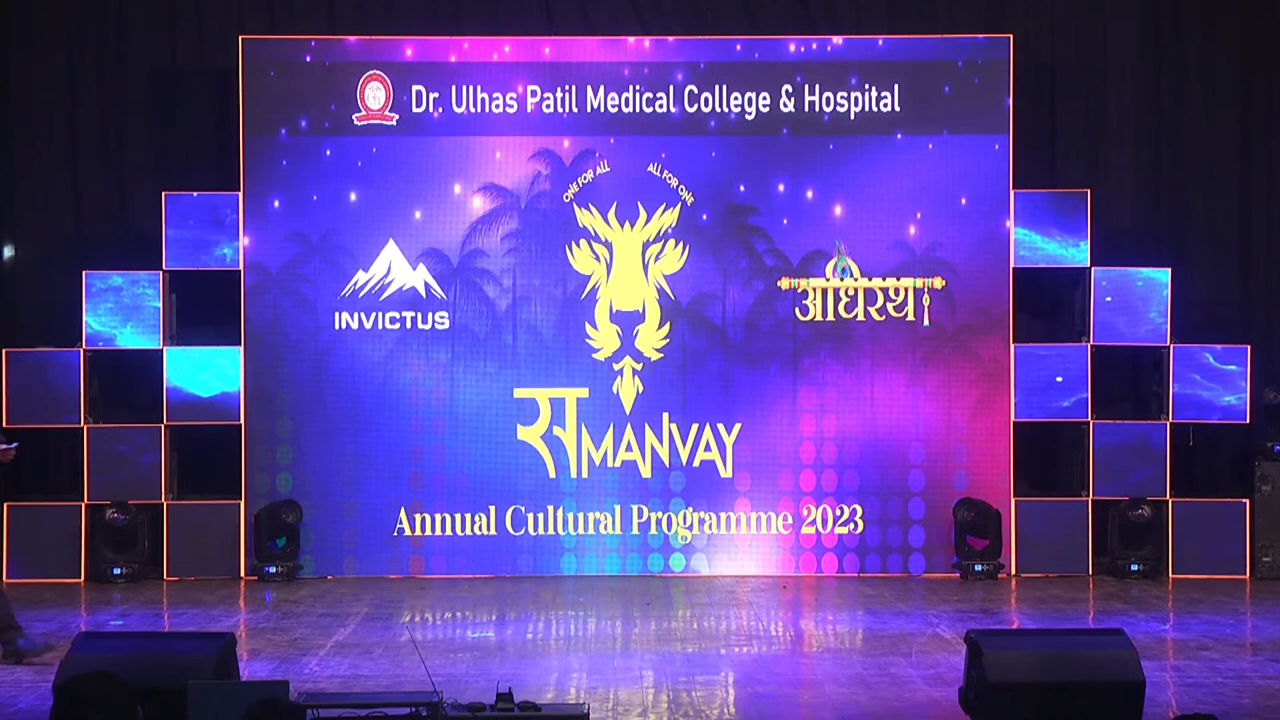 Dr. Ulhas Patil Medical College & Hospital
ONE FOR ALL ALL FOR ONE
INVICTUS
अधिरथ
सMANVAY
Annual Cultural Programme 2023